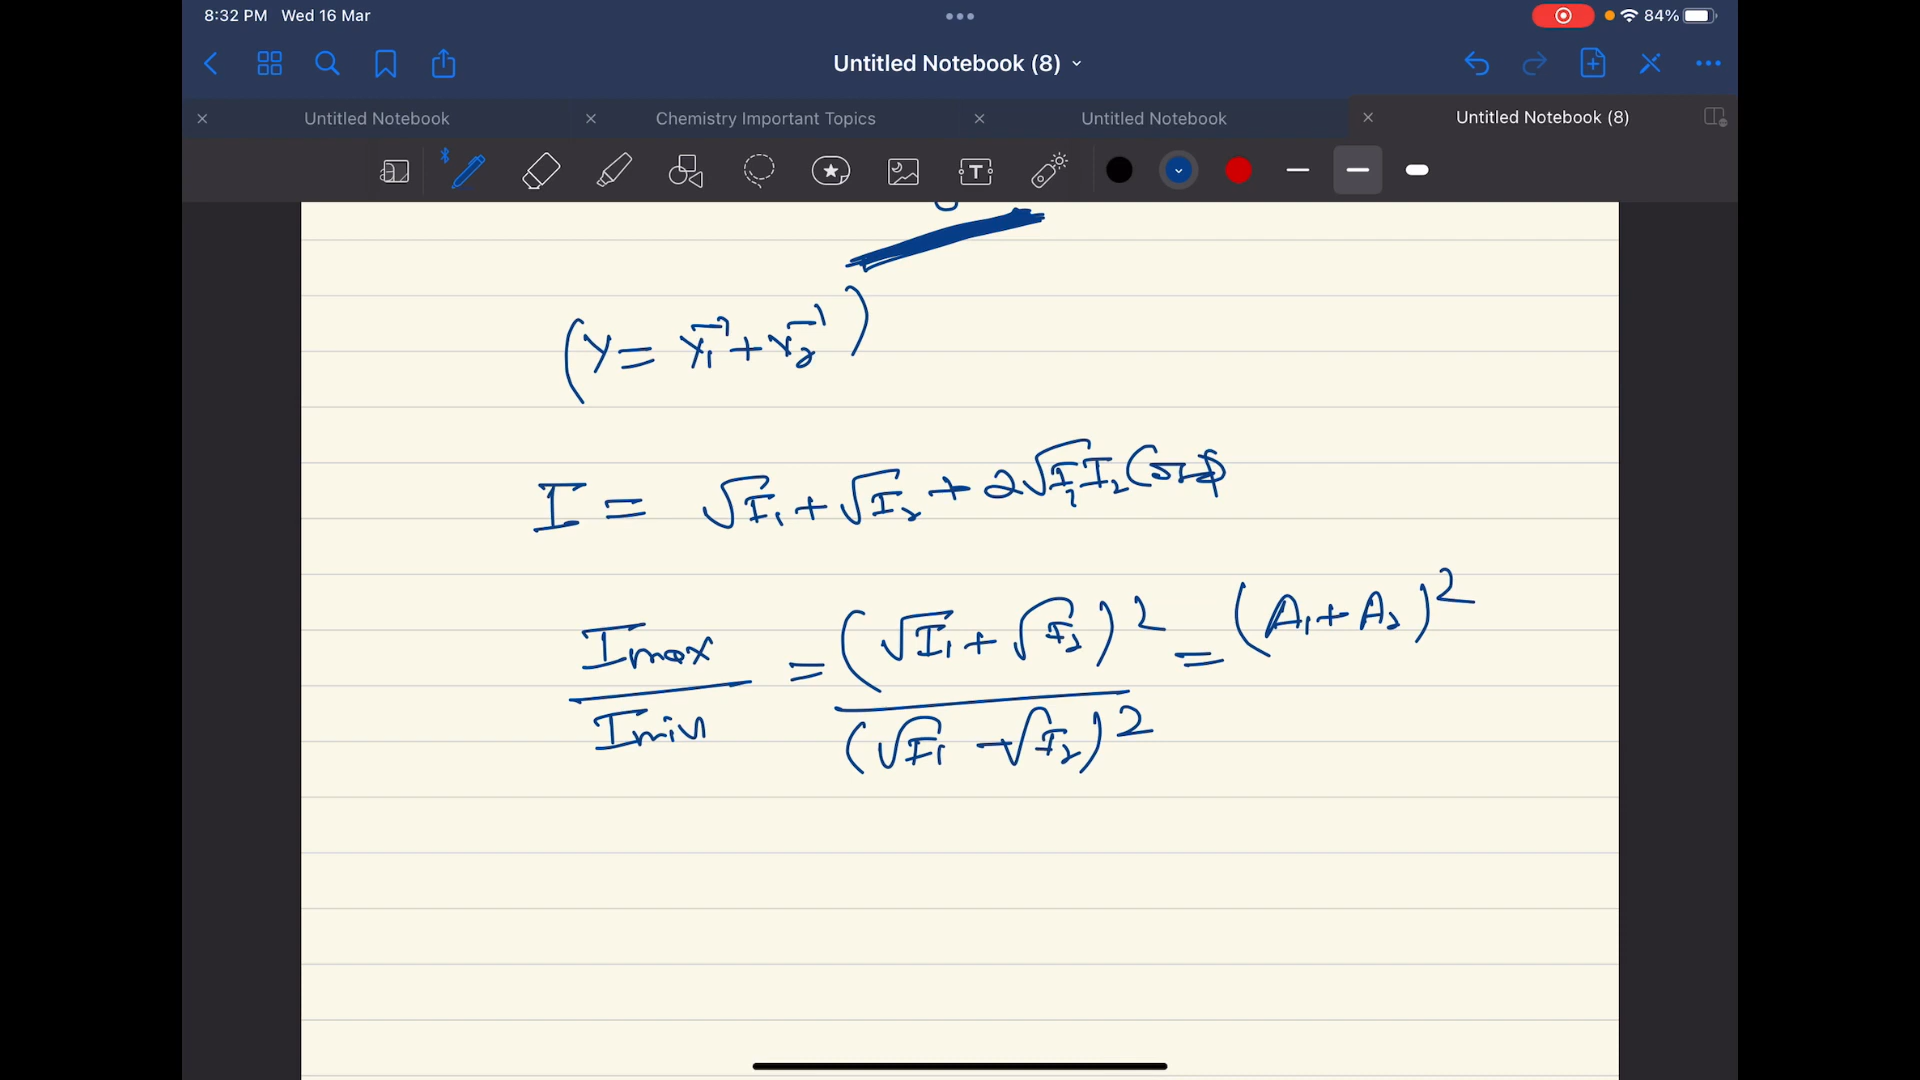 8:32 PM Wed 16 Mar 84%
Untitled Notebook (8)
Untitled Notebook Chemistry Important Topics Untitled Notebook Untitled Notebook (8)
T
(Y = Y₁ + Y₂)
I = √I₁ + √I₂ + 2√I₁I₂ Cosϕ
Imax = (√I₁ + √I₂)² = (A₁ + A₂)²
Imin (√I₁ - √I₂)²